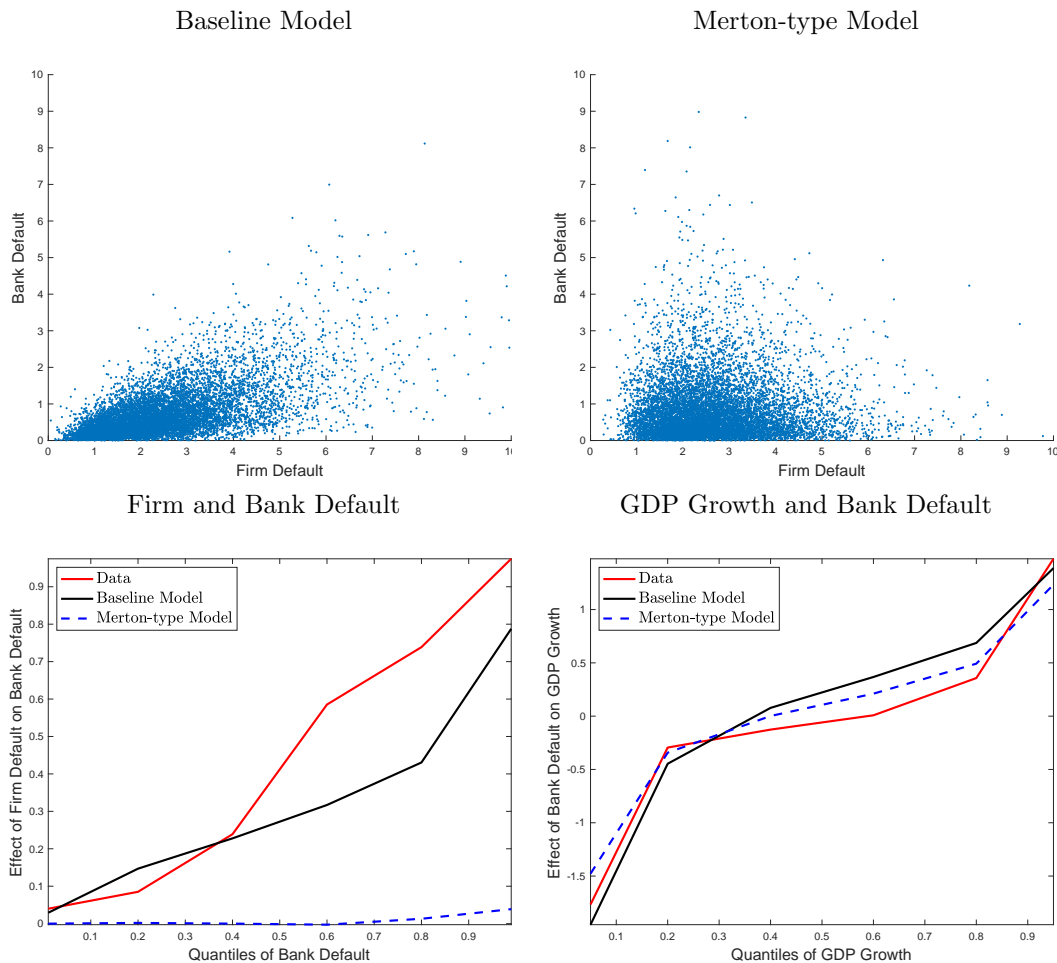 Baseline Model
Merton-type Model
10
9
8
7
6
5
4
3
2
1
0
Bank Default
0 1 2 3 4 5 6 7 8 9 10
Firm Default
10
9
8
7
6
5
4
3
2
1
0
Bank Default
0 1 2 3 4 5 6 7 8 9 10
Firm Default
Firm and Bank Default
GDP Growth and Bank Default
Data
Baseline Model
Merton-type Model
0.9
0.8
0.7
0.6
0.5
0.4
0.3
0.2
0.1
0
Effect of Firm Default on Bank Default
0.1 0.2 0.3 0.4 0.5 0.6 0.7 0.8 0.9
Quantiles of Bank Default
Data
Baseline Model
Merton-type Model
1
0.5
0
-0.5
-1
-1.5
Effect of Bank Default on GDP Growth
0.1 0.2 0.3 0.4 0.5 0.6 0.7 0.8 0.9
Quantiles of GDP Growth